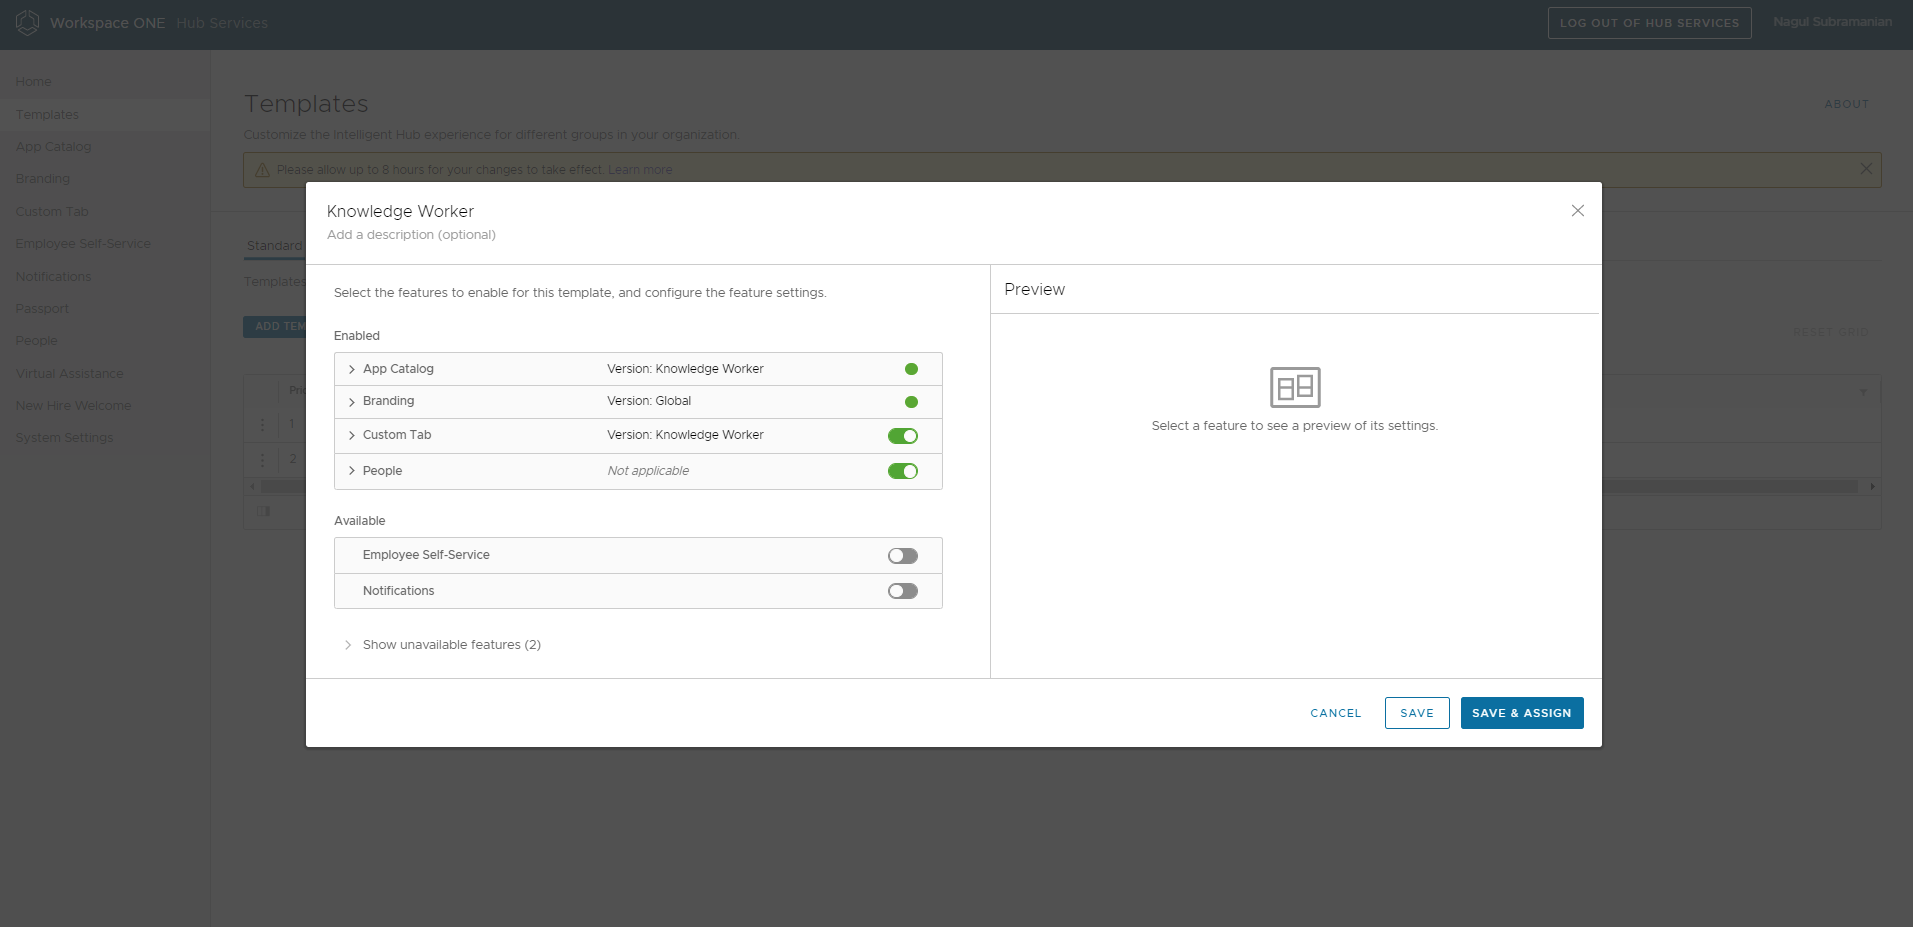 Workspace ONE Hub Services
LOG OUT OF HUB SERVICES
Nagul Subramanian
Home
Templates
App Catalog
Branding
Custom Tab
Employee Self-Service
Notifications
Passport
People
Virtual Assistance
New Hire Welcome
System Settings
Templates
ABOUT
Customize the Intelligent Hub experience for different groups in your organization.
Please allow up to 8 hours for your changes to take effect. Learn more
Standard
Templates
ADD TEM
RESET GRID
1
2
Knowledge Worker
Add a description (optional)
Select the features to enable for this template, and configure the feature settings.
Enabled
App Catalog Version: Knowledge Worker
Branding Version: Global
Custom Tab Version: Knowledge Worker
People Not applicable
Available
Employee Self-Service
Notifications
Show unavailable features (2)
Preview
Select a feature to see a preview of its settings.
CANCEL
SAVE
SAVE & ASSIGN